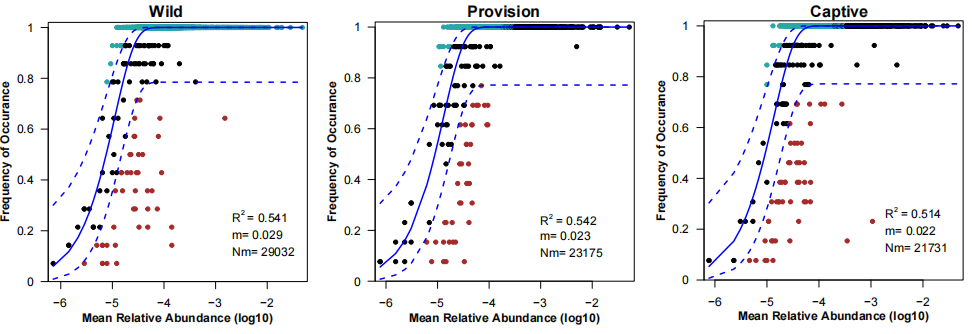 Wild
Frequency of Occurance
1
0.8
0.6
0.4
0.2
0
R² = 0.541
m= 0.029
Nm= 29032
−6 −5 −4 −3 −2
Mean Relative Abundance (log10)
Provision
Frequency of Occurance
1
0.8
0.6
0.4
0.2
0
R² = 0.542
m= 0.023
Nm= 23175
−6 −5 −4 −3 −2
Mean Relative Abundance (log10)
Captive
Frequency of Occurance
1
0.8
0.6
0.4
0.2
0
R² = 0.514
m= 0.022
Nm= 21731
−6 −5 −4 −3 −2
Mean Relative Abundance (log10)